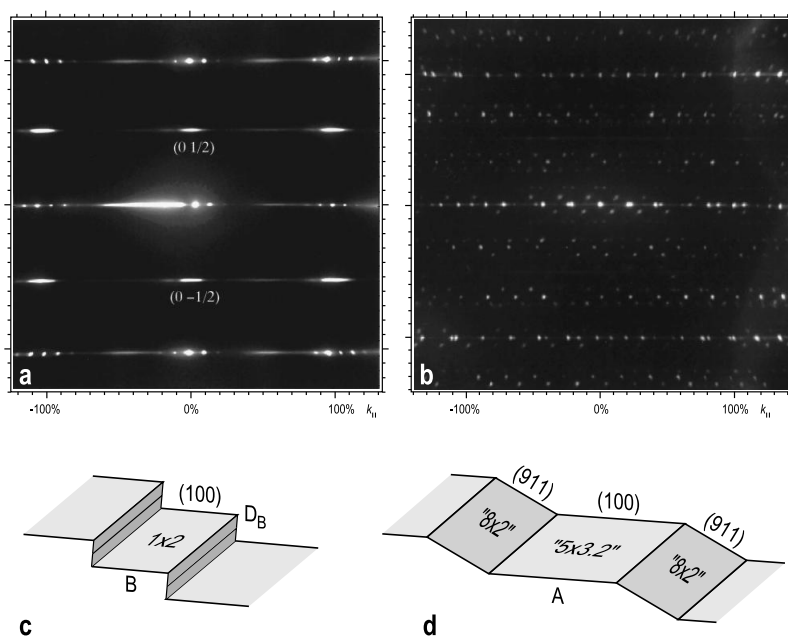 (0 1/2)
(0 −1/2)
a
b
-100%
0%
100%
k||
-100%
0%
100%
k||
(100)
DB
1x2
B
c
(911)
(100)
(911)
"8x2"
"5x3.2"
"8x2"
A
d